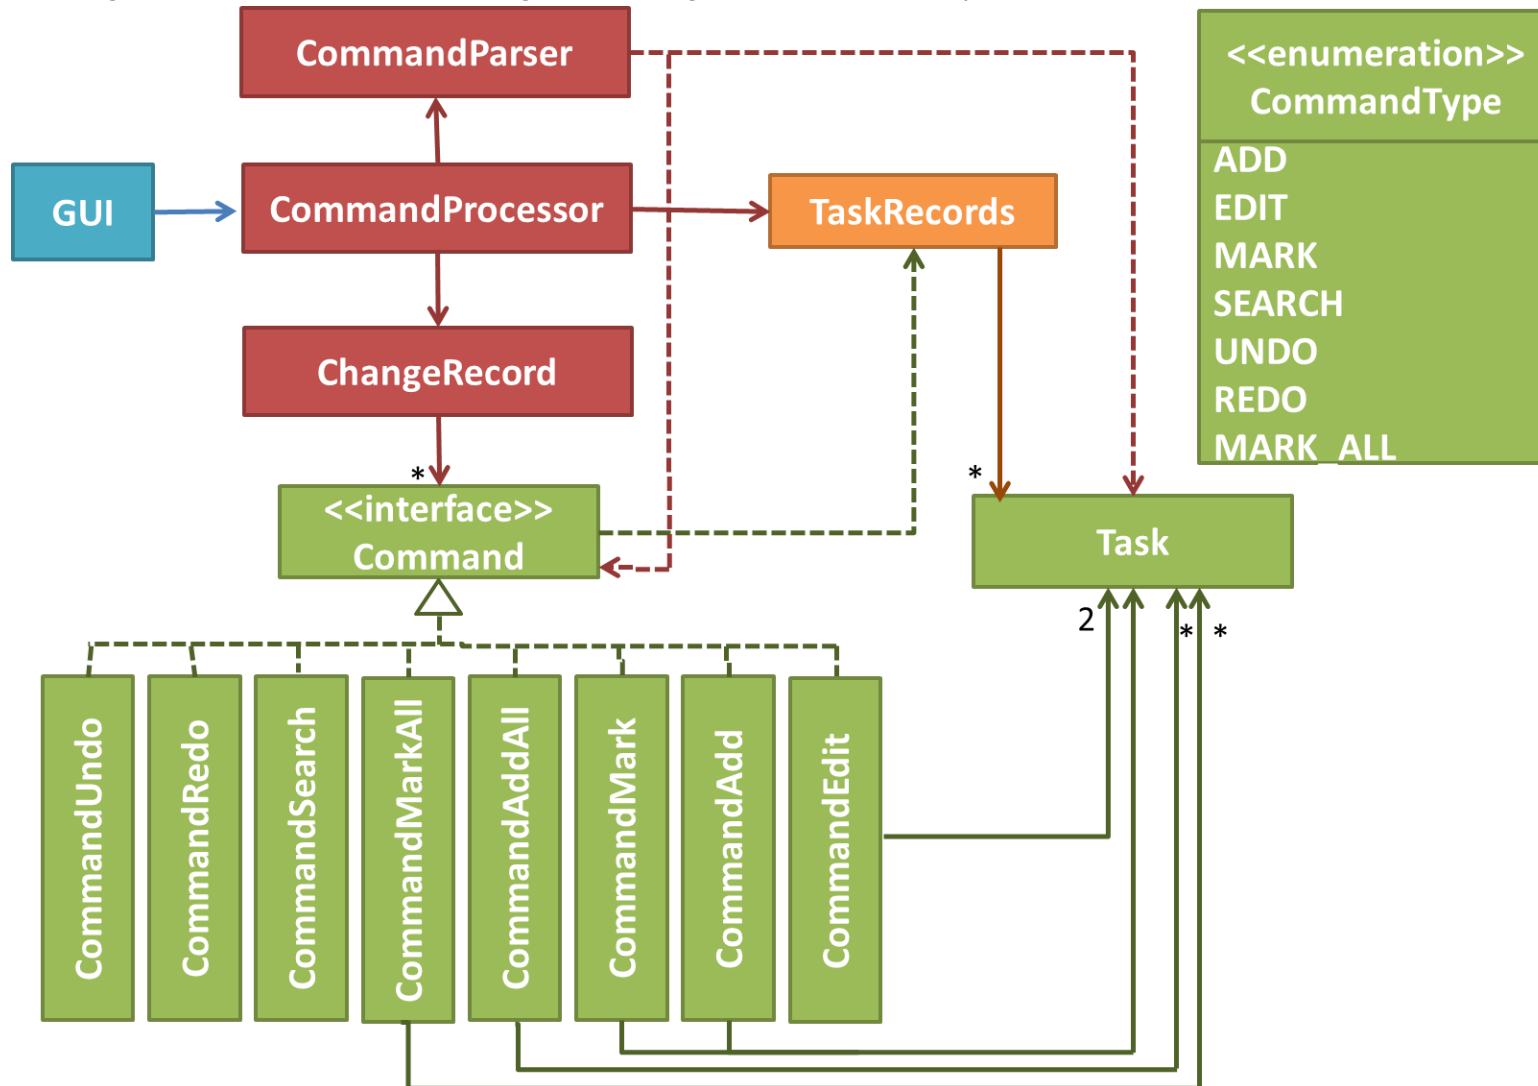 CommandParser
<<enumeration>>
CommandType
ADD
EDIT
MARK
SEARCH
UNDO
REDO
MARK_ALL
GUI
CommandProcessor
TaskRecords
ChangeRecord
*
*
<<interface>>
Command
Task
2
*
*
CommandUndo
CommandRedo
CommandSearch
CommandMarkAll
CommandAddAll
CommandMark
CommandAdd
CommandEdit